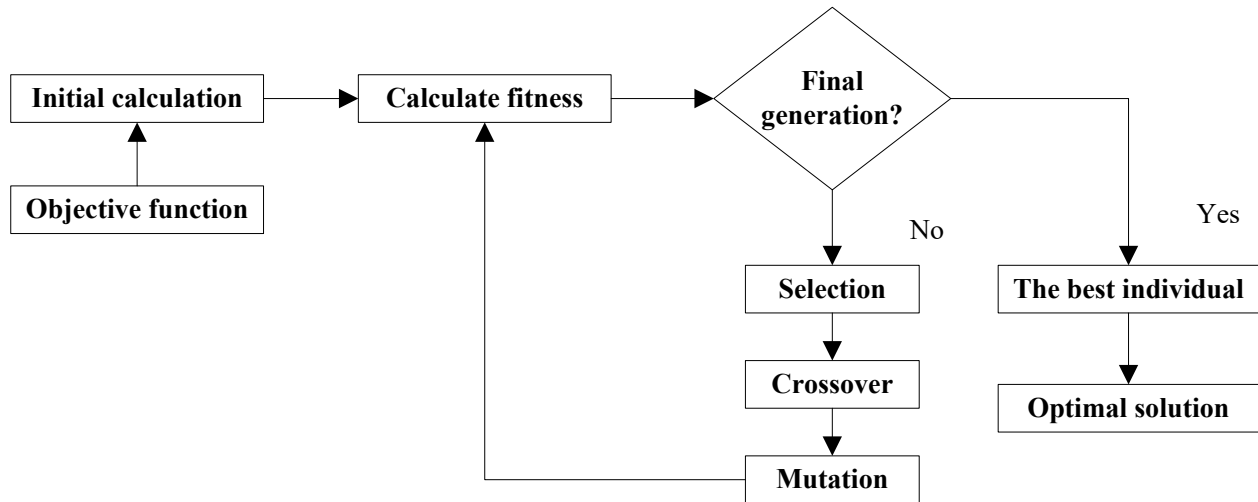 Initial calculation
Calculate fitness
Final
generation?
Objective function
No
Yes
Selection
The best individual
Crossover
Optimal solution
Mutation